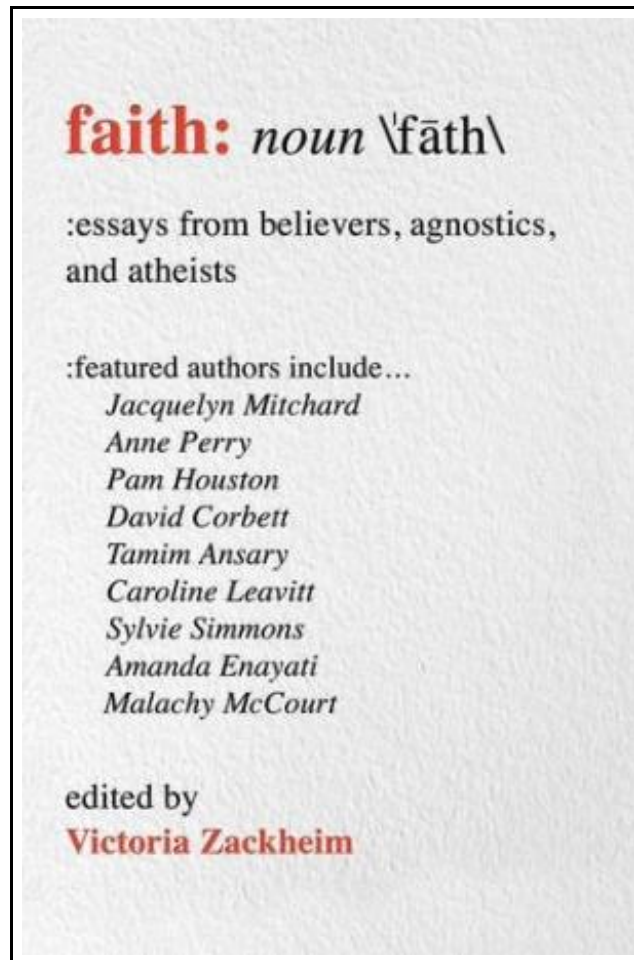 faith: noun \ˈfāth\
:essays from believers, agnostics,
and atheists
:featured authors include...
Jacquelyn Mitchard
Anne Perry
Pam Houston
David Corbett
Tamim Ansary
Caroline Leavitt
Sylvie Simmons
Amanda Enayati
Malachy McCourt
edited by
Victoria Zackheim